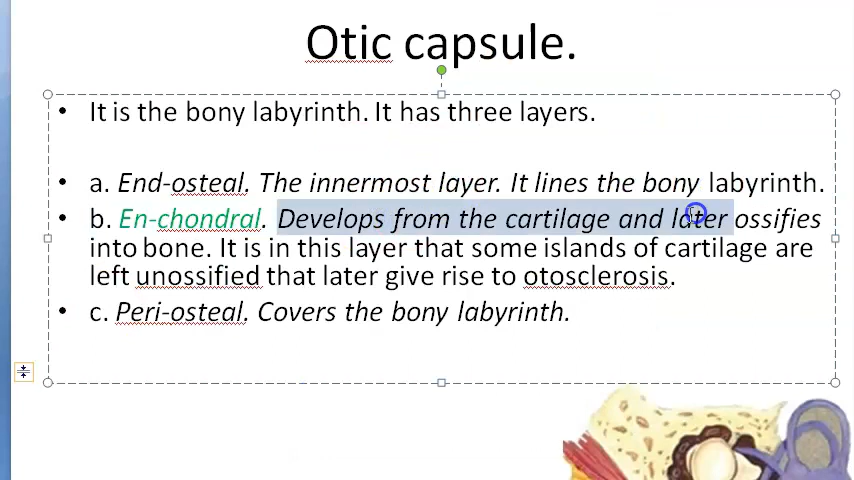 Otic capsule.
• It is the bony labyrinth. It has three layers.
• a. End-osteal. The innermost layer. It lines the bony labyrinth.
• b. En-chondral. Develops from the cartilage and later ossifies
into bone. It is in this layer that some islands of cartilage are
left unossified that later give rise to otosclerosis.
• c. Peri-osteal. Covers the bony labyrinth.